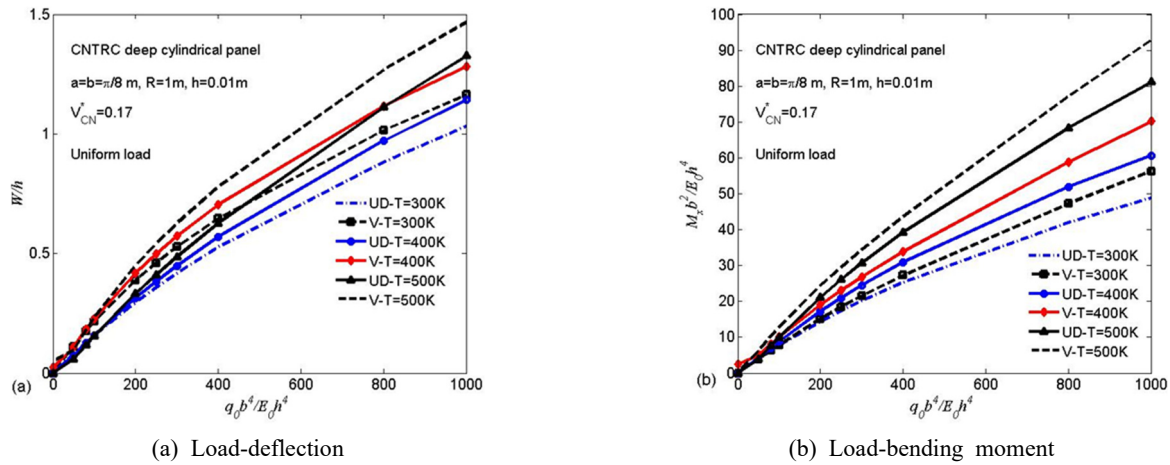 1.5
1
0.5
0
W/h
CNTRC deep cylindrical panel
a=b=π/8 m, R=1m, h=0.01m
V*CN=0.17
Uniform load
UD-T=300K
V-T=300K
UD-T=400K
V-T=400K
UD-T=500K
V-T=500K
0 200 400 600 800 1000
(a)
q0b4/E0h4
(a) Load-deflection
100
90
80
70
60
50
40
30
20
10
0
Mxb2/E0h4
CNTRC deep cylindrical panel
a=b=π/8 m, R=1m, h=0.01m
V*CN=0.17
Uniform load
UD-T=300K
V-T=300K
UD-T=400K
V-T=400K
UD-T=500K
V-T=500K
0 200 400 600 800 1000
(b)
q0b4/E0h4
(b) Load-bending moment